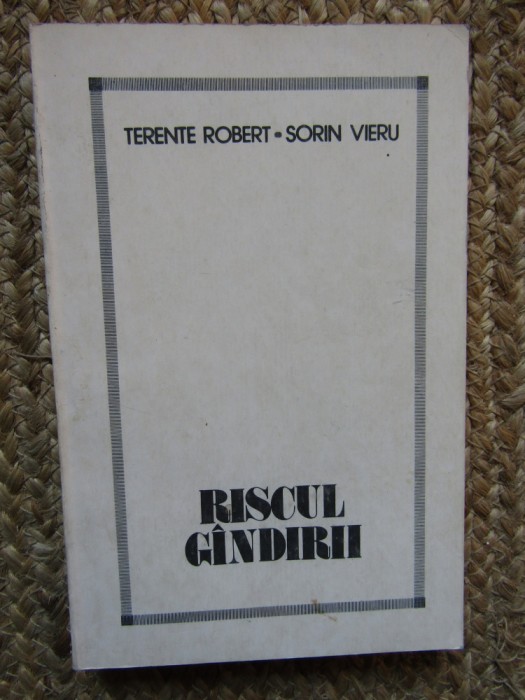 TERENTE ROBERT • SORIN VIERU
RISCUL
GÎNDIRII